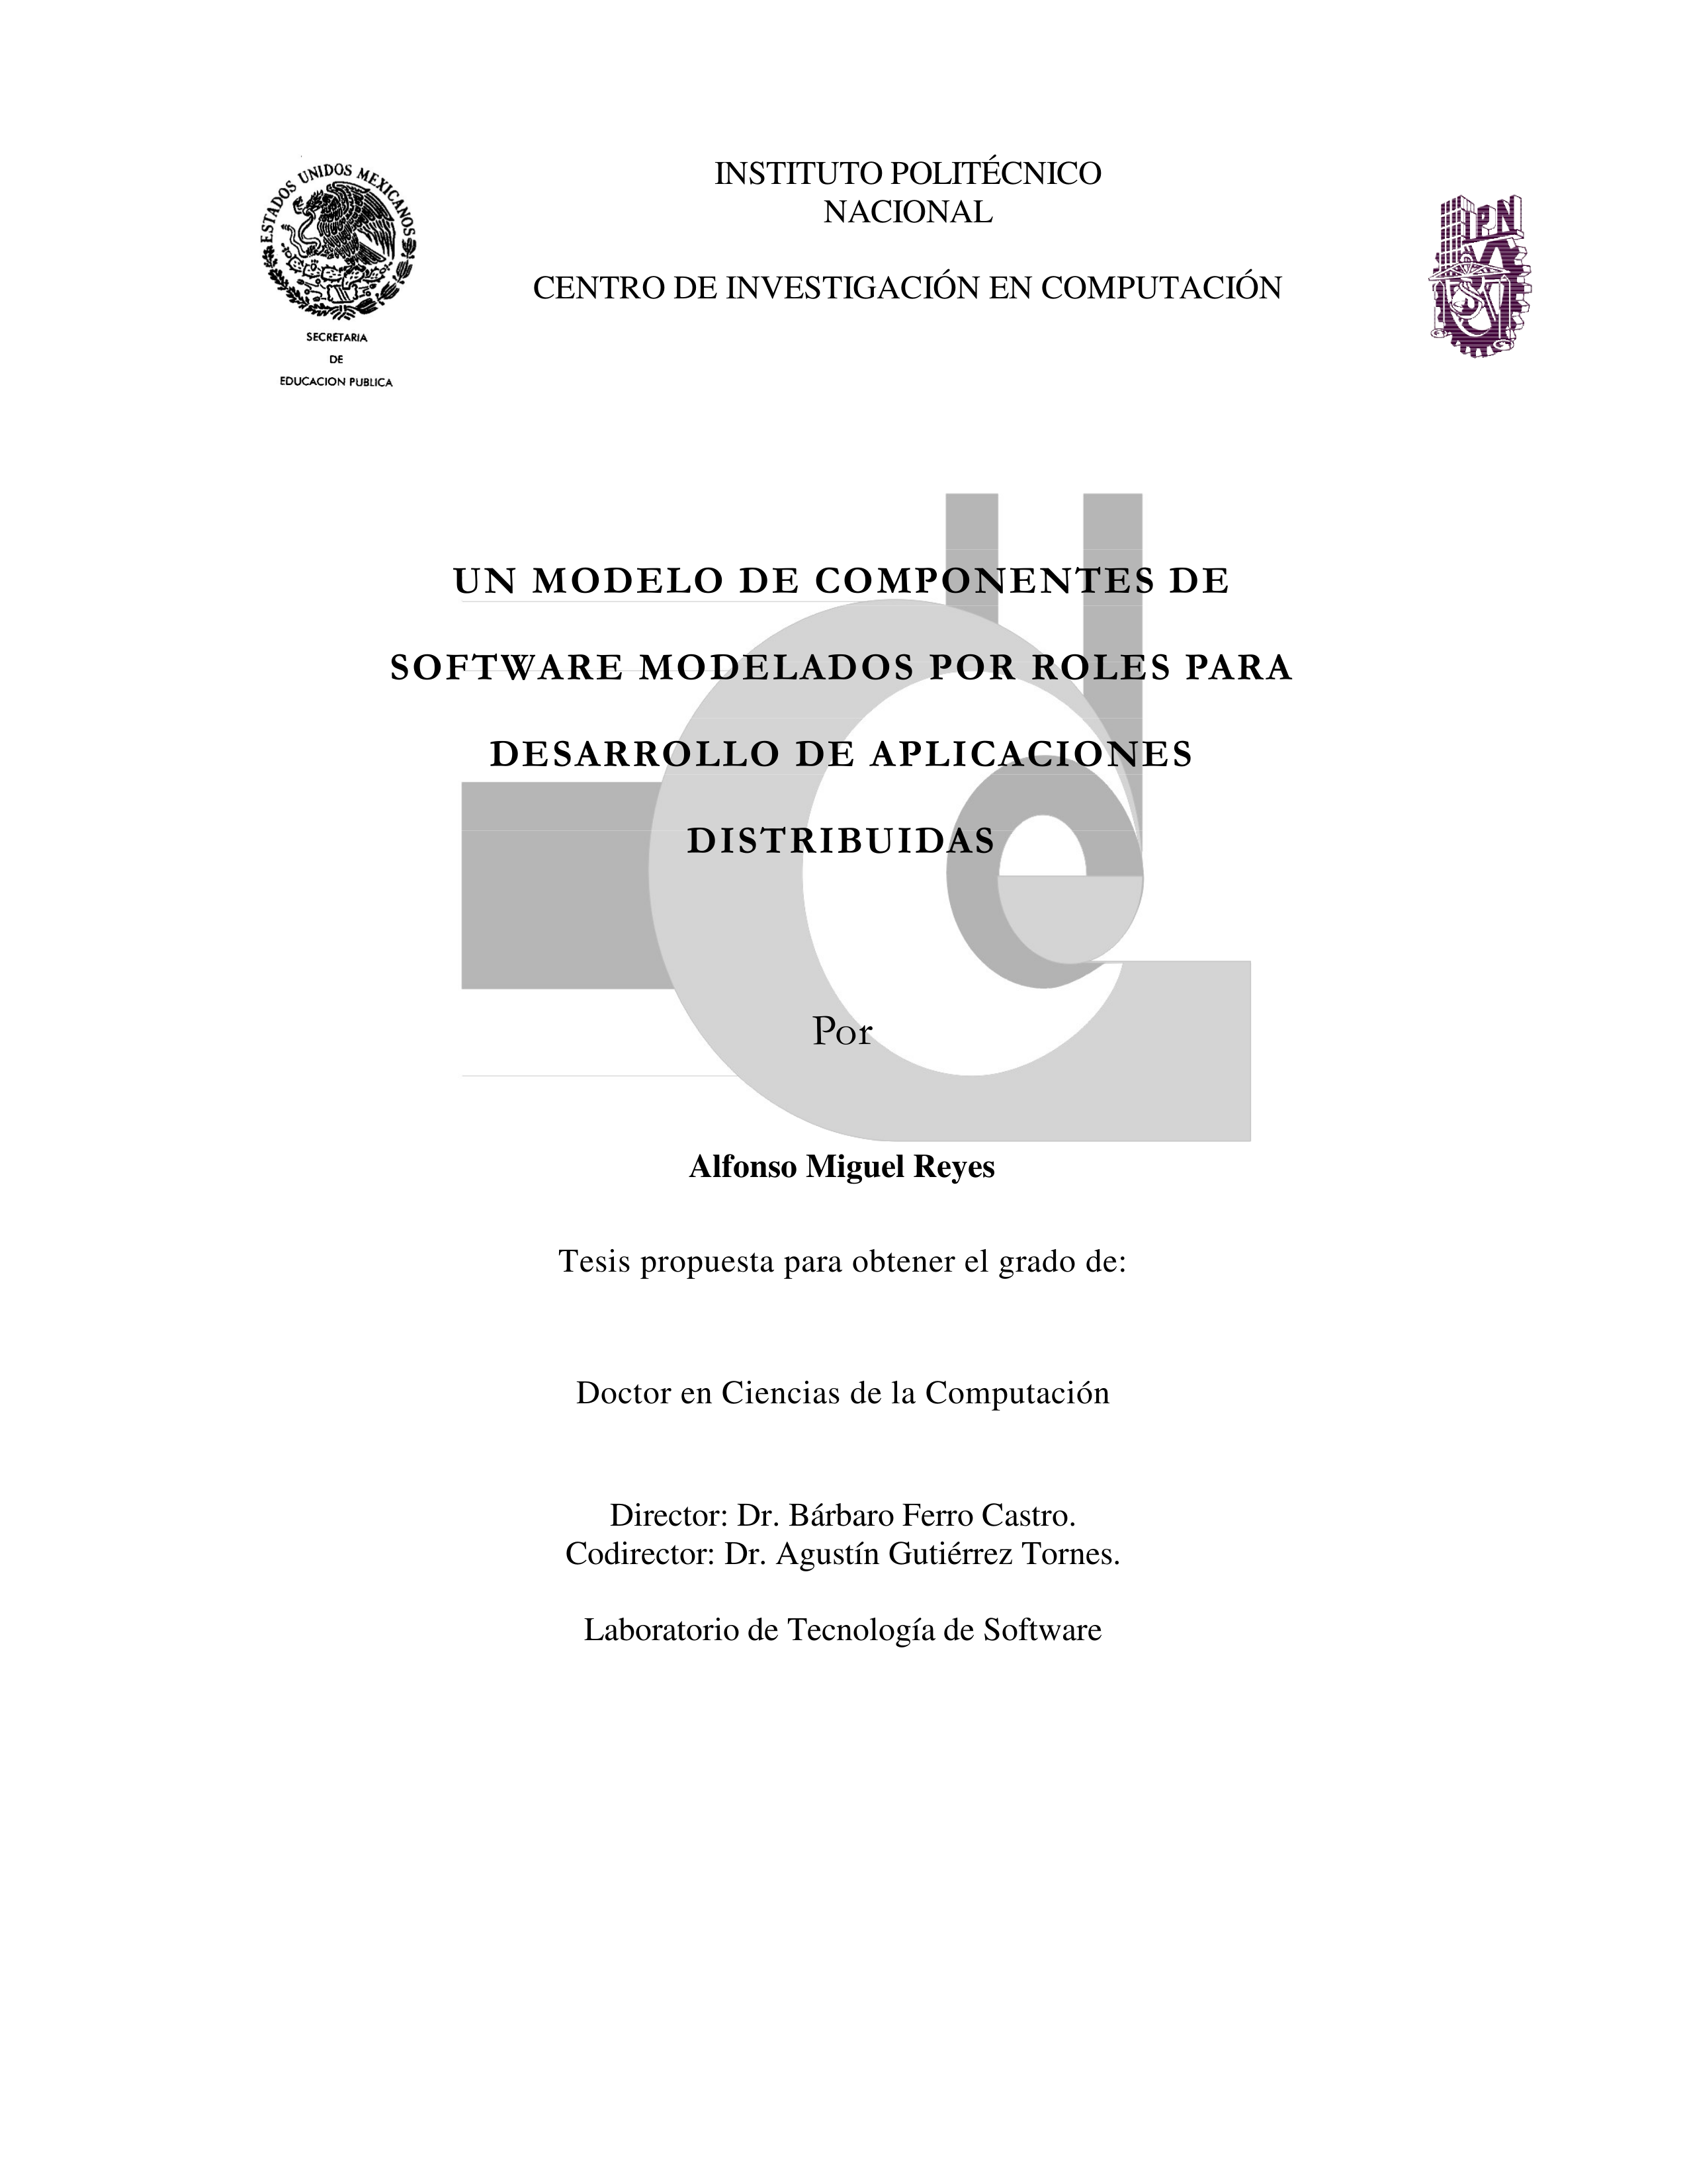 INSTITUTO POLITÉCNICO
NACIONAL
CENTRO DE INVESTIGACIÓN EN COMPUTACIÓN
ESTADOS UNIDOS MEXICANOS
SECRETARIA
DE
EDUCACION PUBLICA
IPN
UN MODELO DE COMPONENTES DE
SOFTWARE MODELADOS POR ROLES PARA
DESARROLLO DE APLICACIONES
DISTRIBUIDAS
Por
Alfonso Miguel Reyes
Tesis propuesta para obtener el grado de:
Doctor en Ciencias de la Computación
Director: Dr. Bárbaro Ferro Castro.
Codirector: Dr. Agustín Gutiérrez Tornes.
Laboratorio de Tecnología de Software